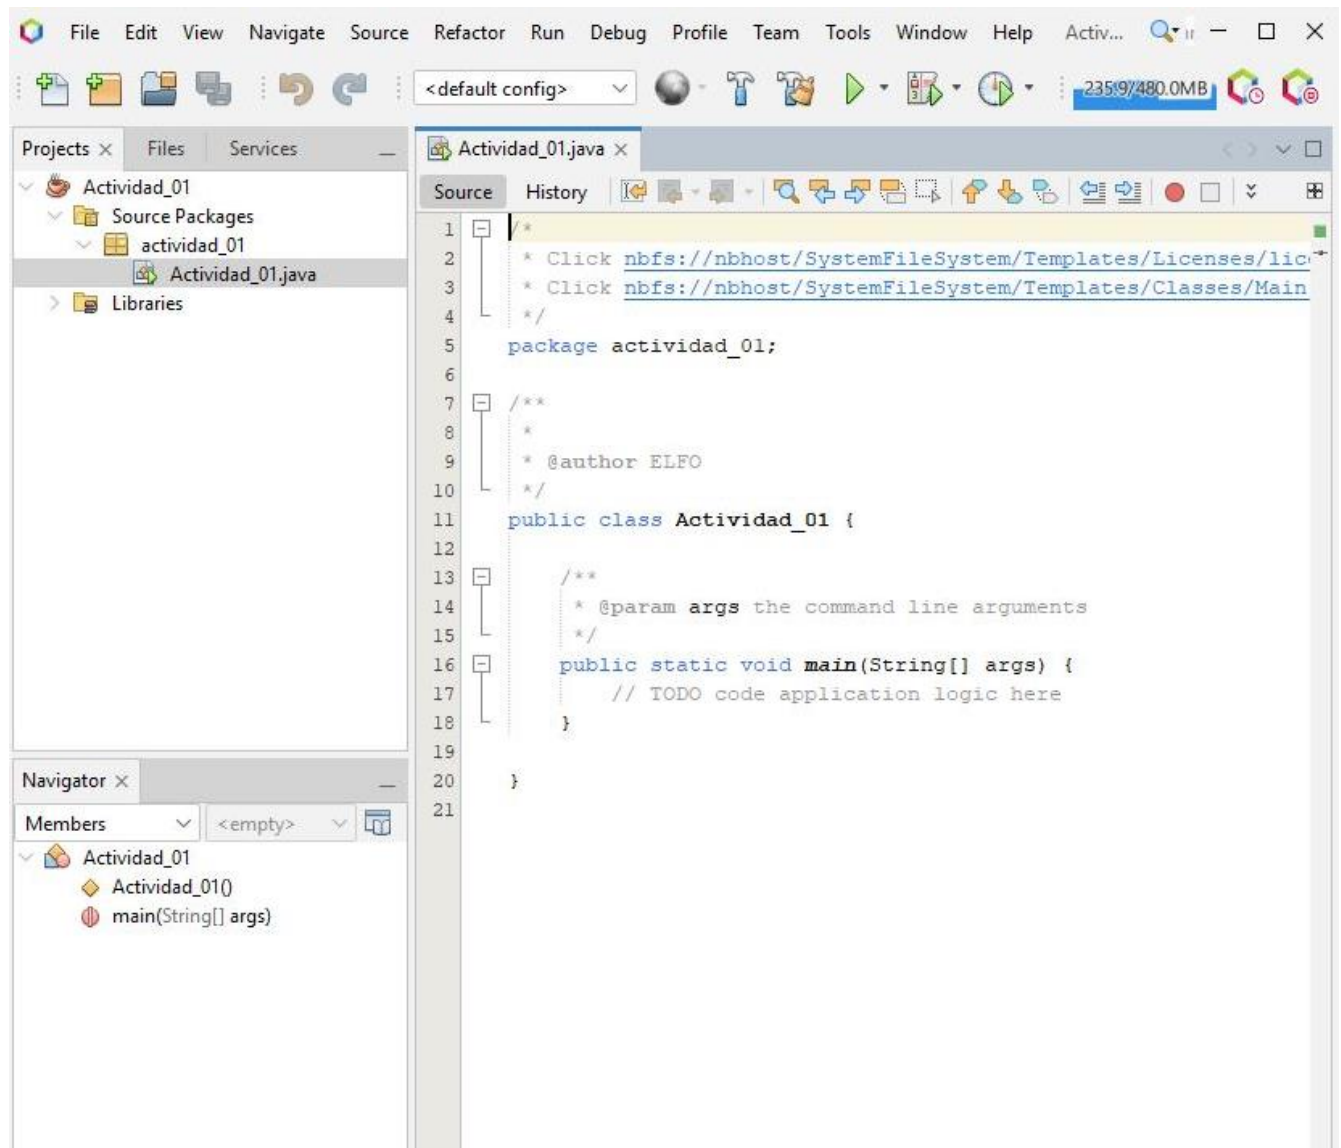 File Edit View Navigate Source Refactor Run Debug Profile Team Tools Window Help Activ...
<default config> 235.9/480.0MB
Projects Files Services
Actividad_01
Source Packages
actividad_01
Actividad_01.java
Libraries
Navigator
Members <empty>
Actividad_01
Actividad_01()
main(String[] args)
Actividad_01.java
Source History
1 /*
2 * Click nbfs://nbhost/SystemFileSystem/Templates/Licenses/lic
3 * Click nbfs://nbhost/SystemFileSystem/Templates/Classes/Main
4 */
5 package actividad_01;
6
7 /**
8 *
9 * @author ELFO
10 */
11 public class Actividad_01 {
12
13 /**
14 * @param args the command line arguments
15 */
16 public static void main(String[] args) {
17 // TODO code application logic here
18 }
19
20 }
21